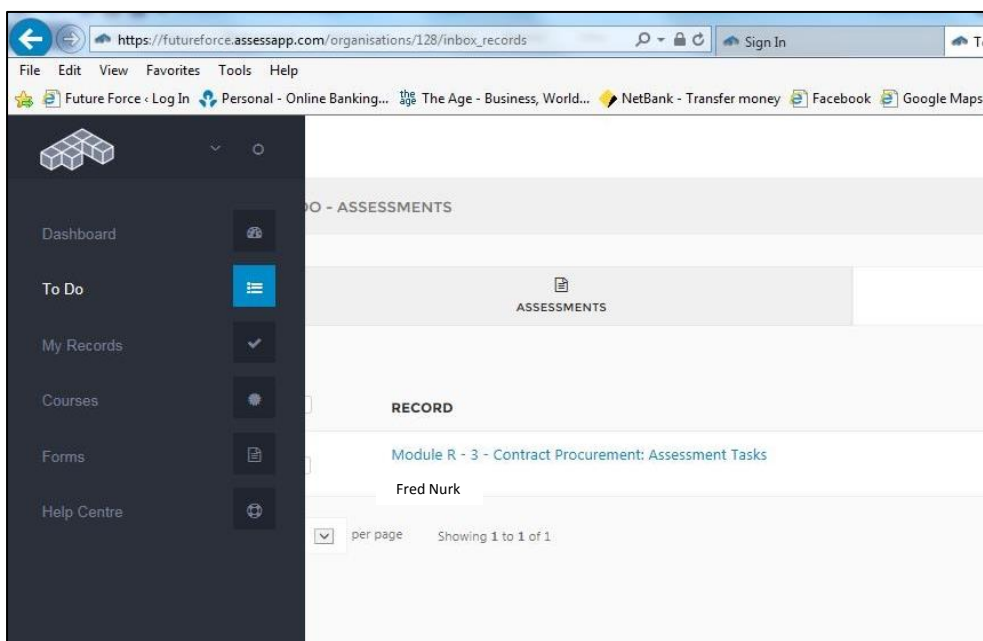 https://futureforce.assessapp.com/organisations/128/inbox_records
Sign In
File Edit View Favorites Tools Help
Future Force ‹ Log In Personal - Online Banking... the age The Age - Business, World... NetBank - Transfer money Facebook Google Maps
DO - ASSESSMENTS
Dashboard
To Do
ASSESSMENTS
My Records
Courses
RECORD
Forms
Module R - 3 - Contract Procurement: Assessment Tasks
Fred Nurk
Help Centre
per page Showing 1 to 1 of 1